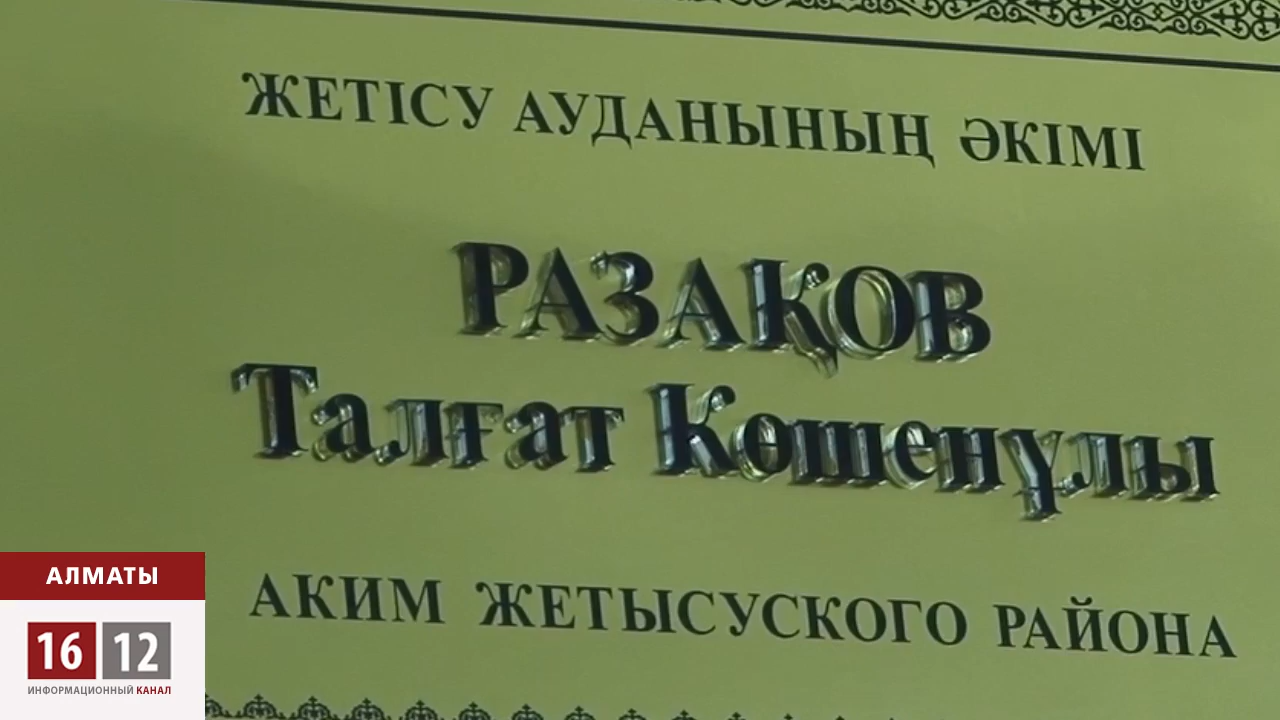 ЖЕТІСУ АУДАНЫНЫҢ ӘКІМІ
РАЗАҚОВ
Талғат Көшенұлы
АКИМ ЖЕТЫСУСКОГО РАЙОНА
АЛМАТЫ
16 12
ИНФОРМАЦИОННЫЙ КАНАЛ